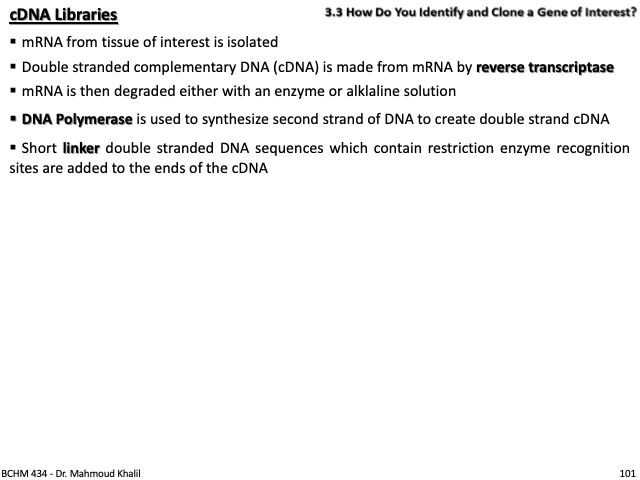 cDNA Libraries
3.3 How Do You Identify and Clone a Gene of Interest?
▪ mRNA from tissue of interest is isolated
▪ Double stranded complementary DNA (cDNA) is made from mRNA by reverse transcriptase
▪ mRNA is then degraded either with an enzyme or alklaline solution
▪ DNA Polymerase is used to synthesize second strand of DNA to create double strand cDNA
▪ Short linker double stranded DNA sequences which contain restriction enzyme recognition
sites are added to the ends of the cDNA
BCHM 434 - Dr. Mahmoud Khalil
101